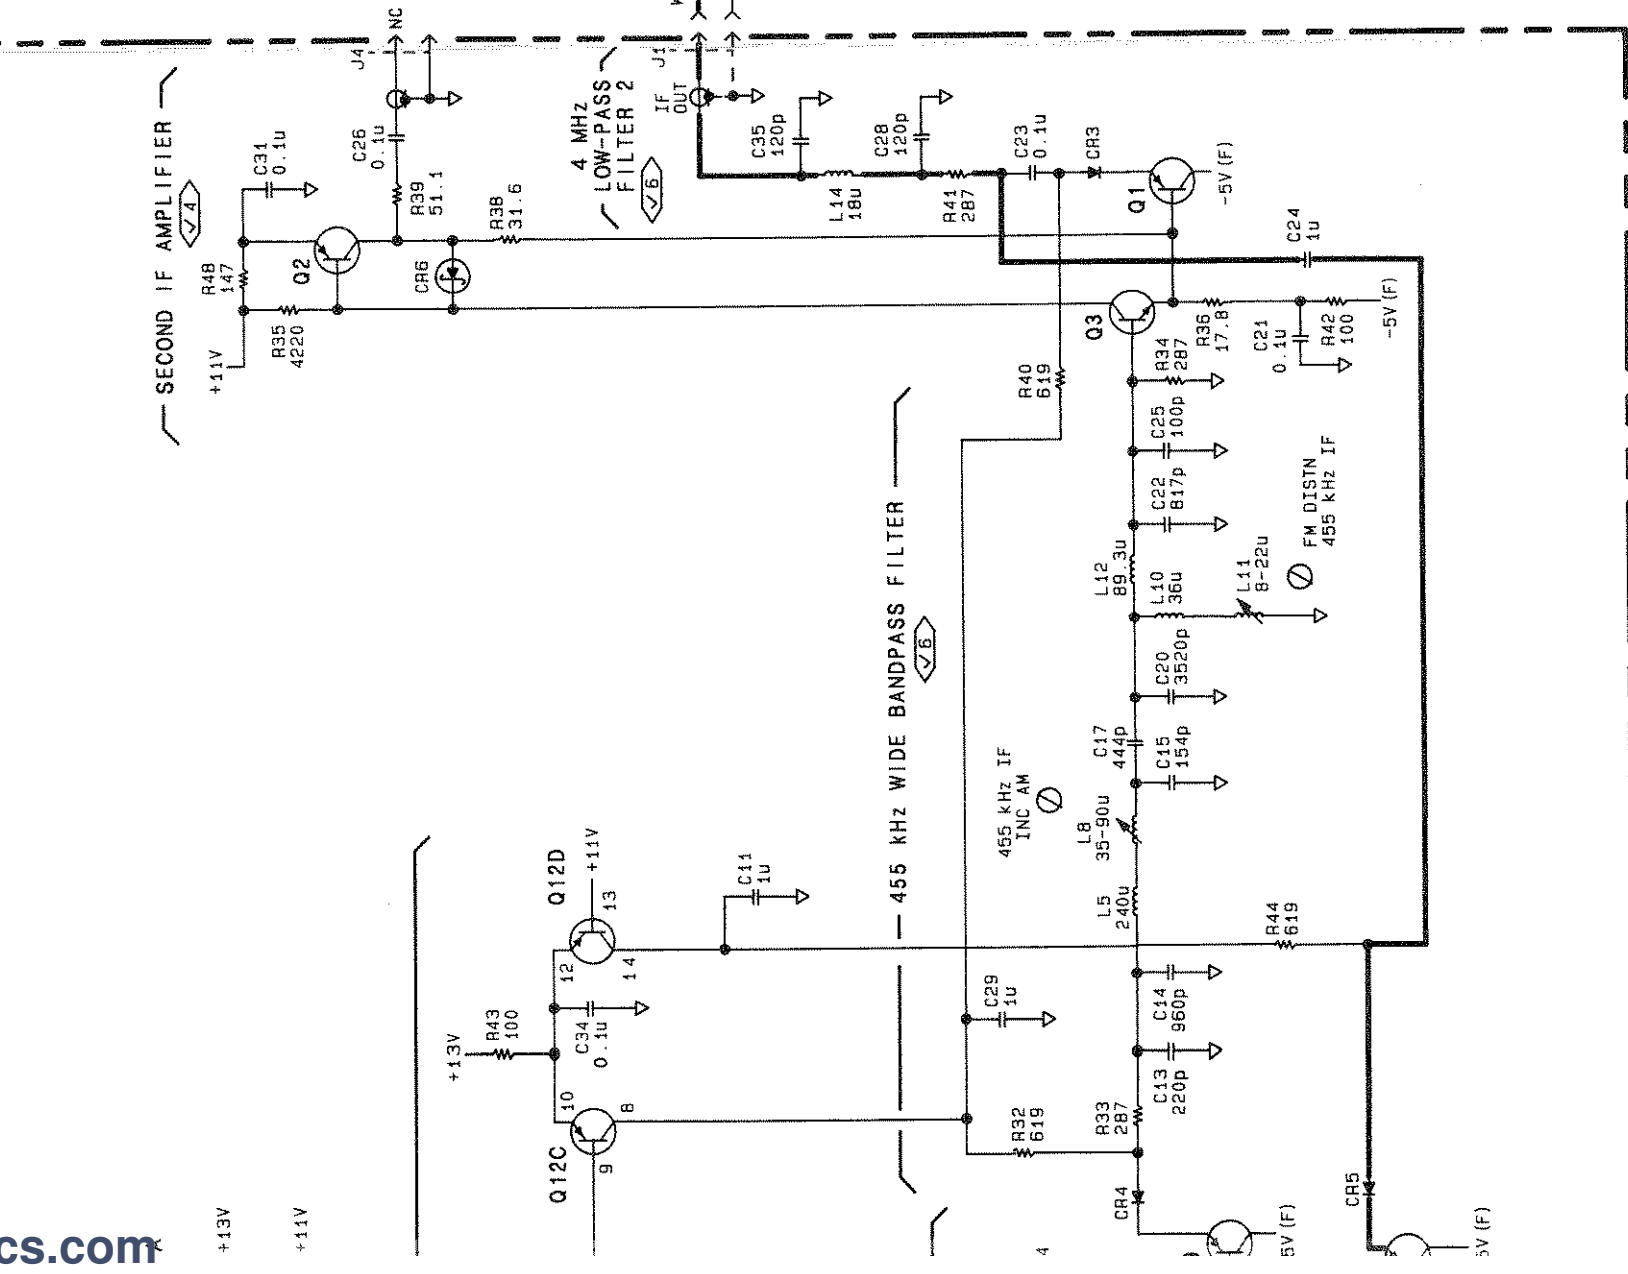 NC
J4
J1
SECOND IF AMPLIFIER
√4
C31
0.1u
C26
0.1u
4 MHz
LOW-PASS
FILTER 2
√6
IF
OUT
C35
120p
C28
120p
C23
0.1u
CR3
R39
51.1
R38
31.6
L14
18u
R41
287
Q1
-5V(F)
R48
147
Q2
CR6
R35
4220
+11V
C24
1u
Q3
R36
17.8
C21
0.1u
R42
100
-5V(F)
R34
287
R40
619
C25
100p
C22
817p
FM DISTN
455 kHz IF
L12
89.3u
L10
36u
L11
8-22u
455 kHz WIDE BANDPASS FILTER
√6
C20
3520p
C17
444p
C15
154p
455 kHz IF
INC AM
L8
35-90u
L5
240u
Q12D
+11V
13
12
14
C11
1u
R44
619
C29
1u
C14
960p
C13
220p
+13V
R43
100
C34
0.1u
10
8
9
Q12C
R32
619
R33
287
CR4
CR5
+13V
+11V
4
5V(F)
5V(F)
cs.com